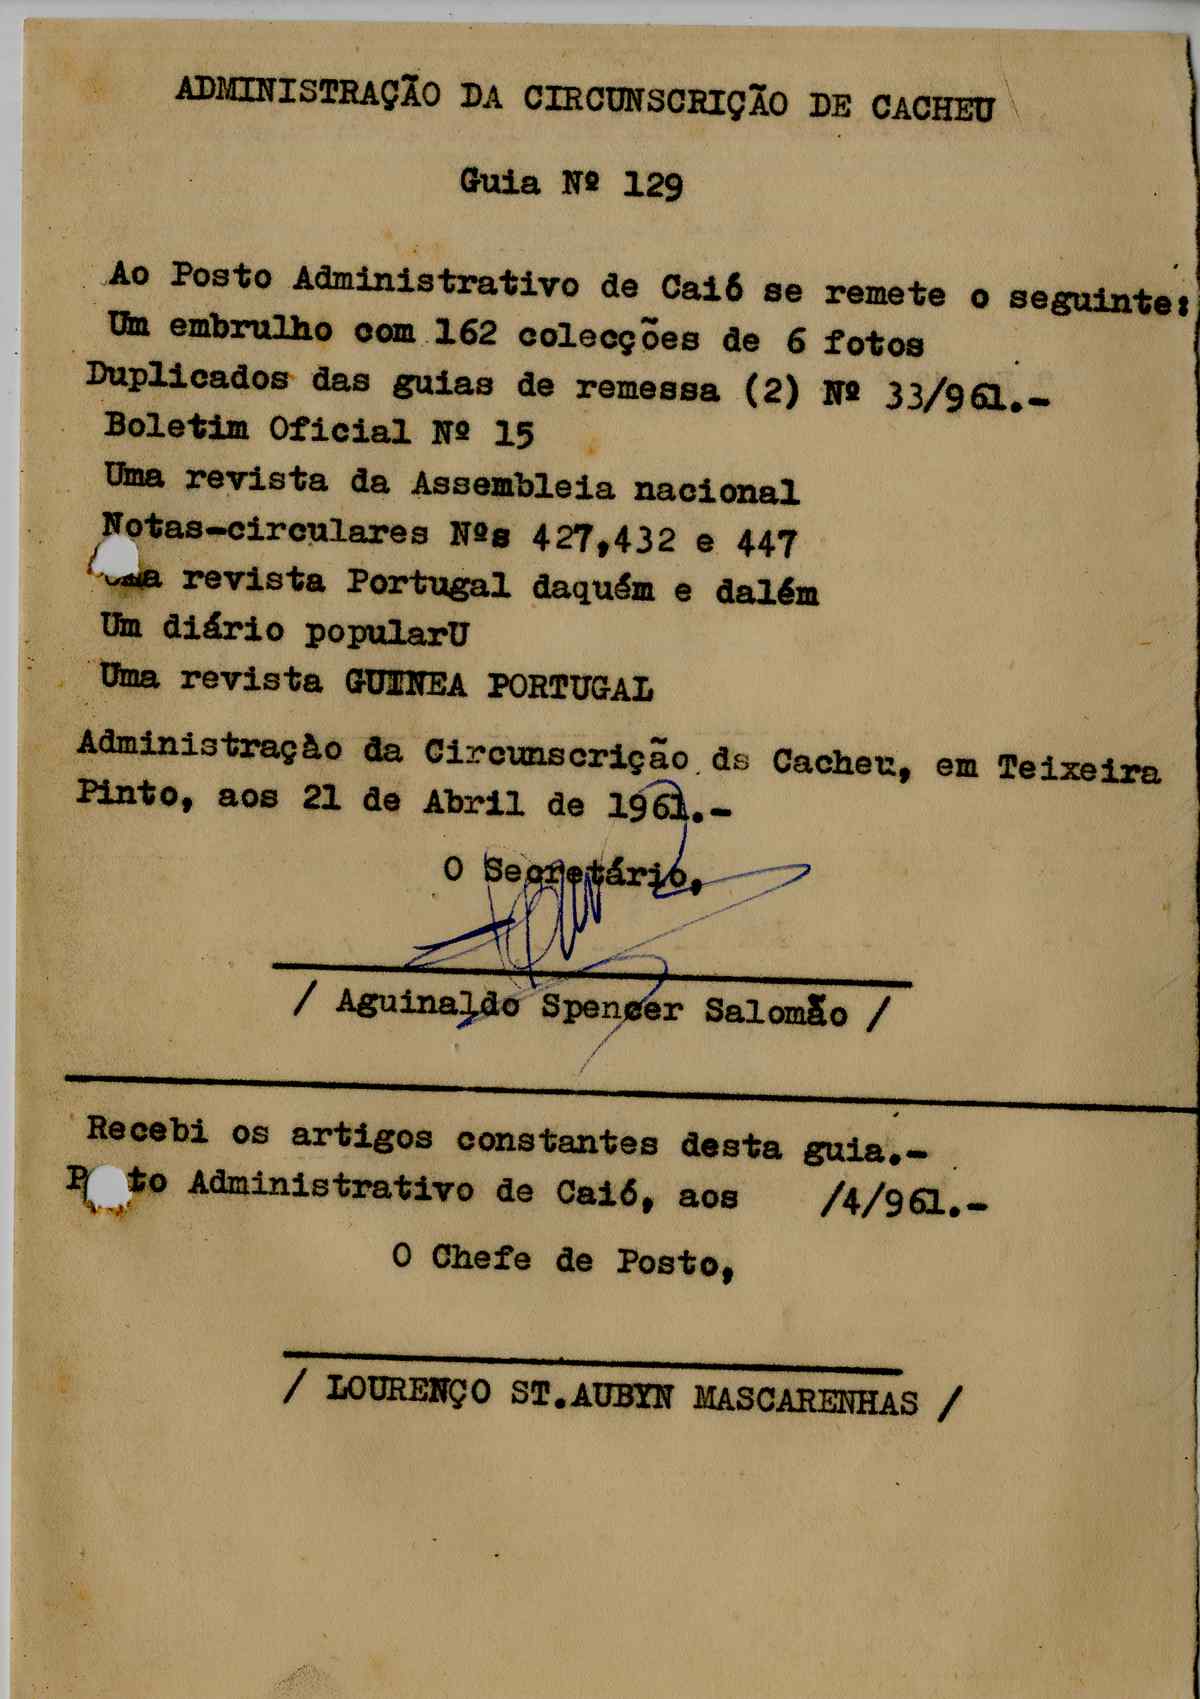 ADMINISTRAÇÃO DA CIRCUNSCRIÇÃO DE CACHEU
Guia Nº 129
Ao Posto Administrativo de Caió se remete o seguinte:
Um embrulho com 162 colecções de 6 fotos
Duplicados das guias de remessa (2) Nº 33/961.-
Boletim Oficial Nº 15
Uma revista da Assembleia nacional
Notas-circulares Nºs 427,432 e 447
Uma revista Portugal daquém e dalém
Um diário popularU
Uma revista GUINEA PORTUGAL
Administração da Circunscrição de Cacheu, em Teixeira
Pinto, aos 21 de Abril de 1961.-
O Secretário,
/ Aguinaldo Spencer Salomão /
Recebi os artigos constantes desta guia.-
P to Administrativo de Caió, aos /4/961.-
O Chefe de Posto,
/ LOURENÇO ST.AUBYN MASCARENHAS /